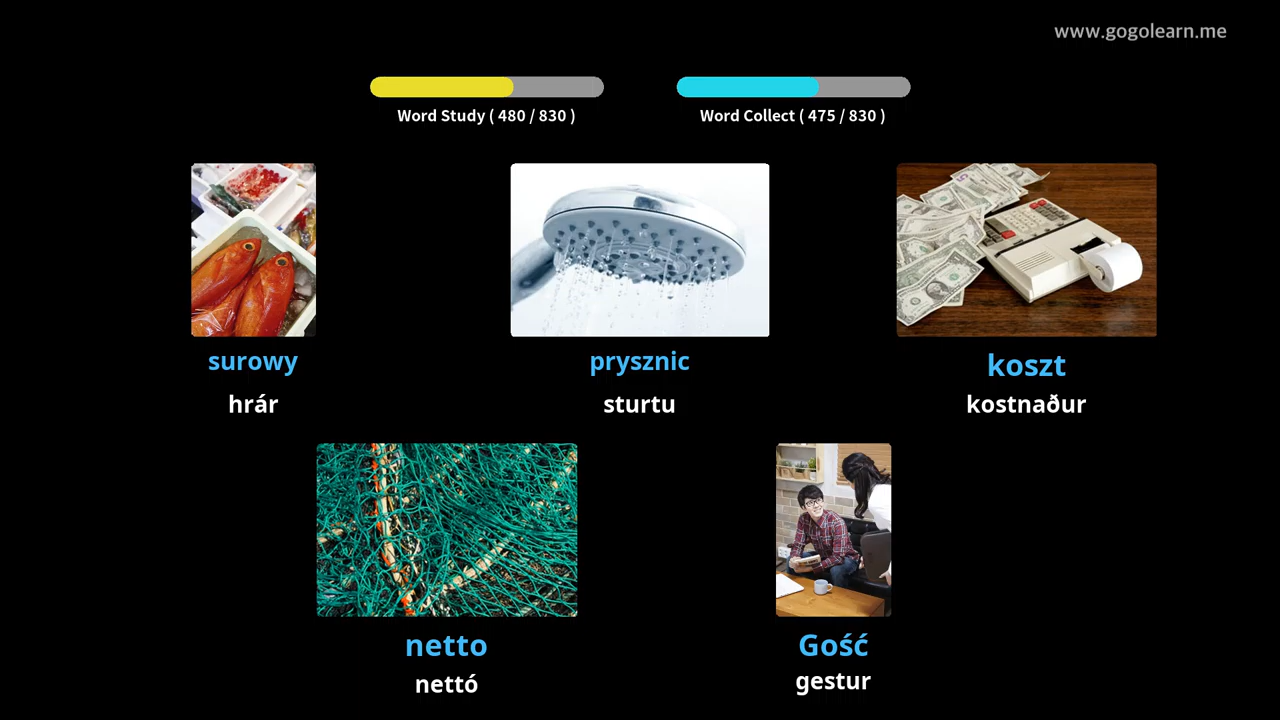 www.gogolearn.me
Word Study ( 480 / 830 )
Word Collect ( 475 / 830 )
surowy
hrár
prysznic
sturtu
koszt
kostnaður
netto
nettó
Gość
gestur